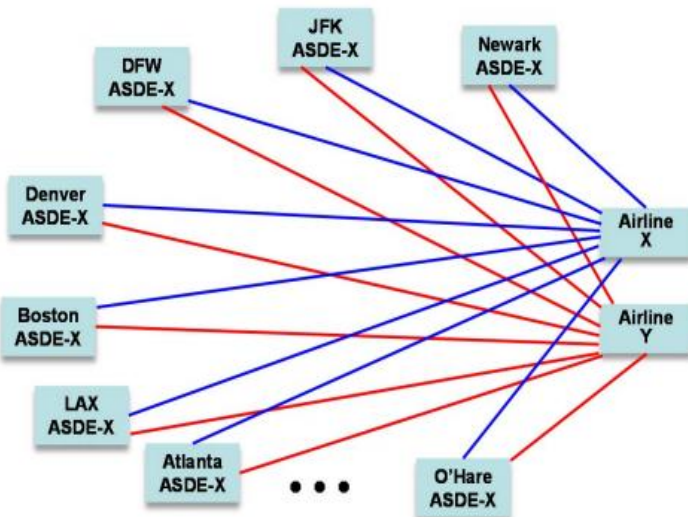 JFK
ASDE-X
Newark
ASDE-X
DFW
ASDE-X
Denver
ASDE-X
Airline
X
Boston
ASDE-X
Airline
Y
LAX
ASDE-X
Atlanta
ASDE-X
● ● ●
O'Hare
ASDE-X